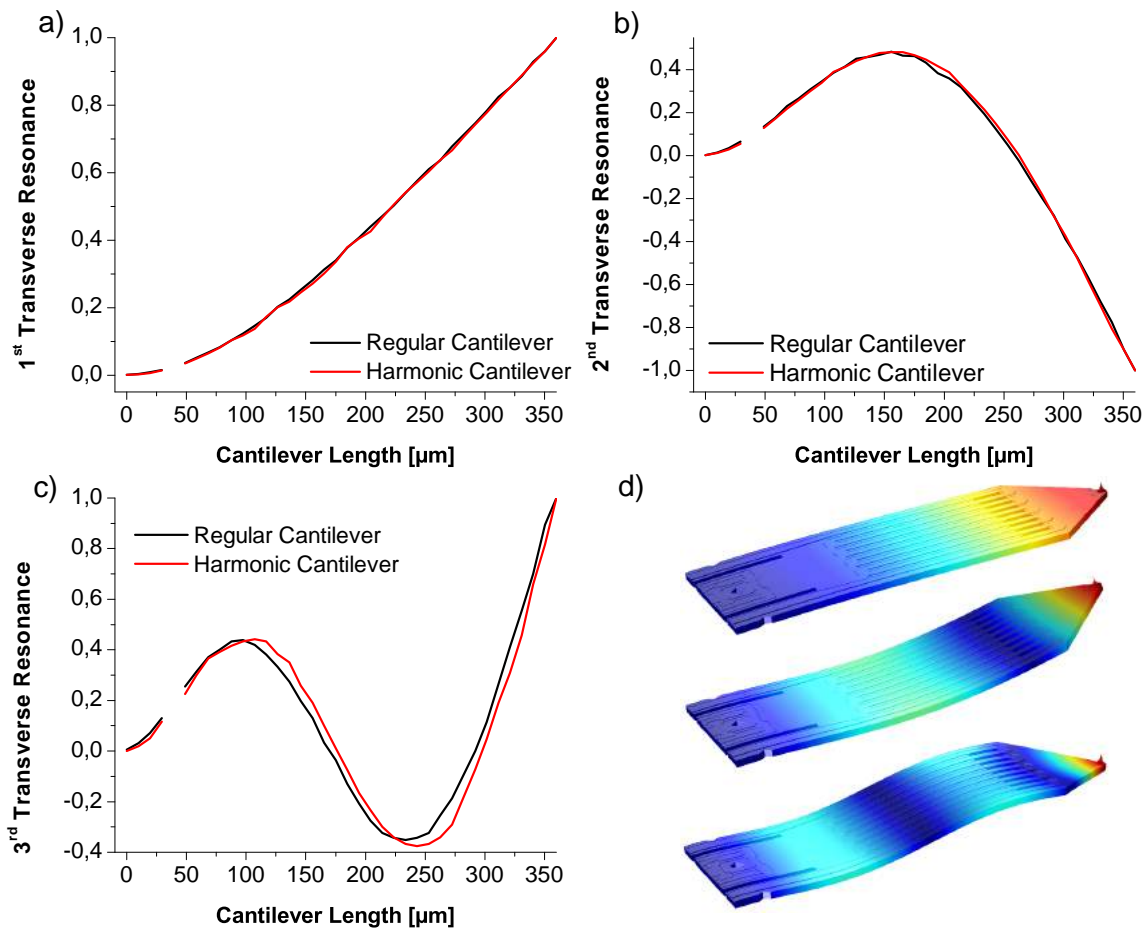 a)
1,0
0,8
0,6
0,4
0,2
0,0
1st Transverse Resonance
Regular Cantilever
Harmonic Cantilever
0 50 100 150 200 250 300 350
Cantilever Length [µm]
b)
0,4
0,2
0,0
-0,2
-0,4
-0,6
-0,8
-1,0
2nd Transverse Resonance
Regular Cantilever
Harmonic Cantilever
0 50 100 150 200 250 300 350
Cantilever Length [µm]
c)
1,0
0,8
0,6
0,4
0,2
0,0
-0,2
-0,4
3rd Transverse Resonance
Regular Cantilever
Harmonic Cantilever
0 50 100 150 200 250 300 350
Cantilever Length [µm]
d)